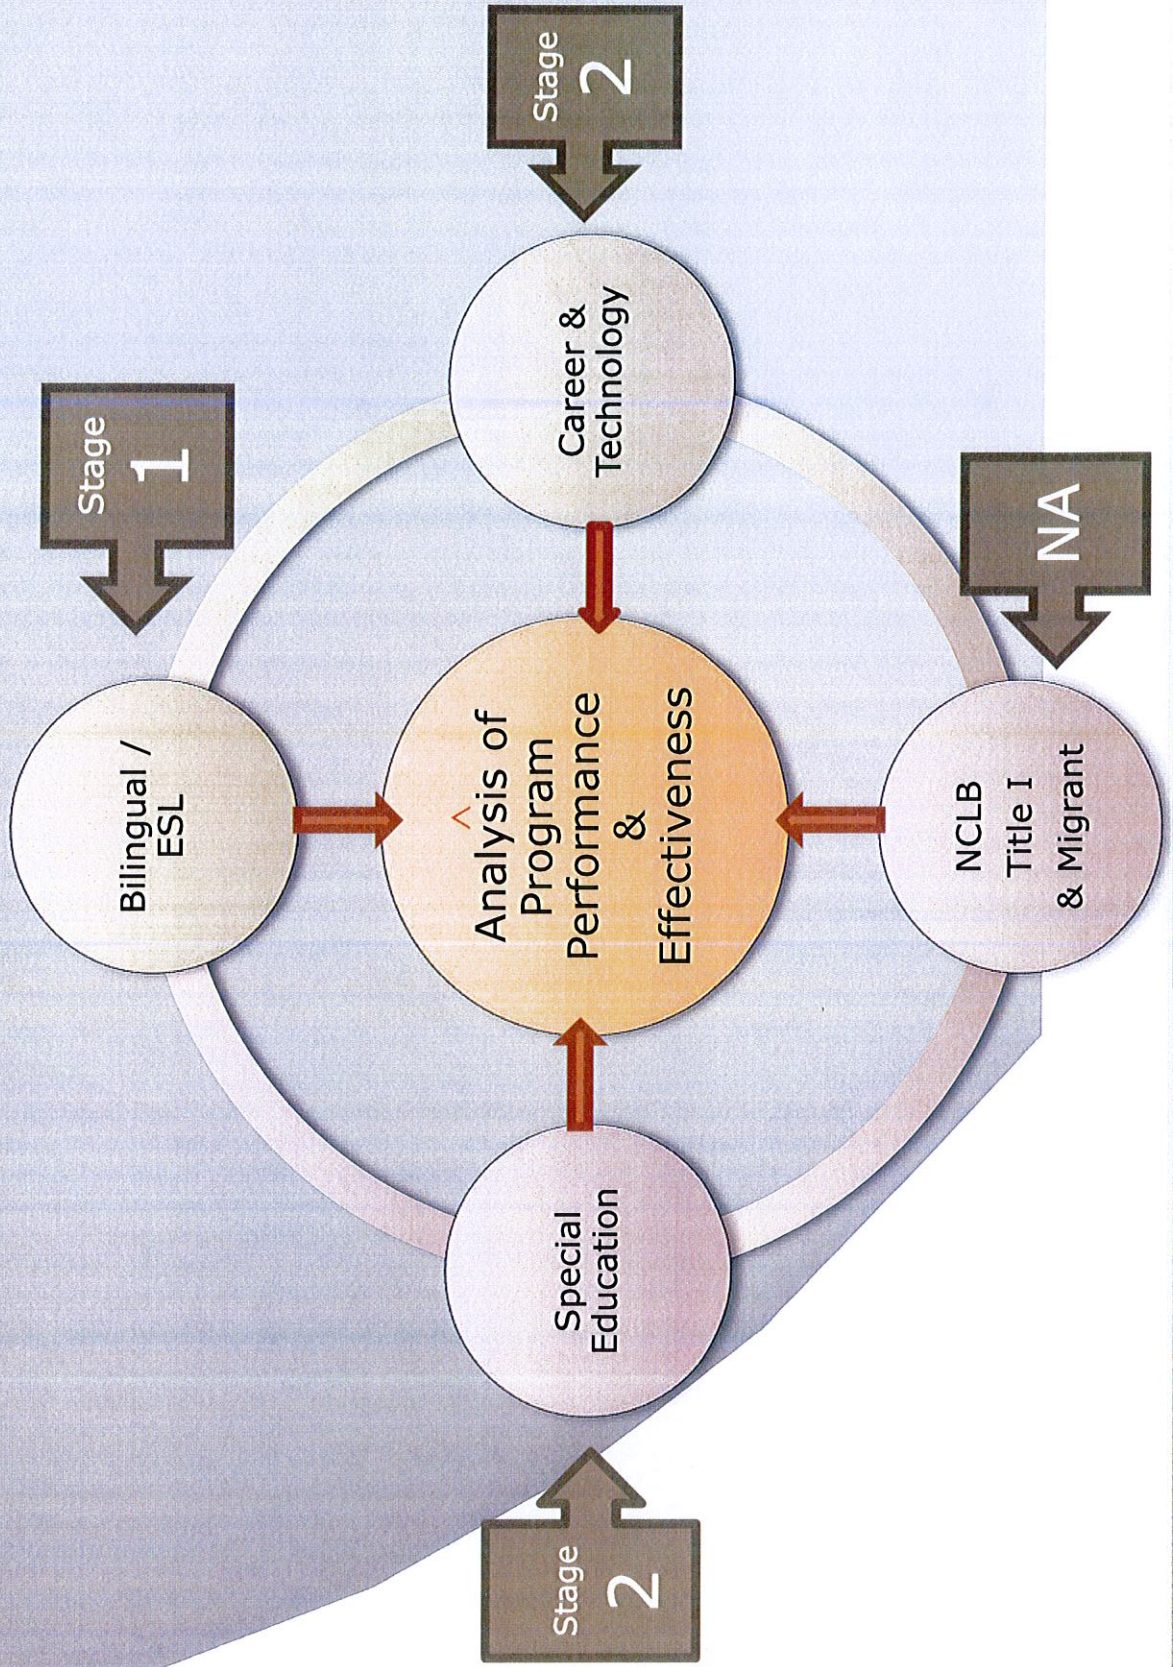 Stage
1
Bilingual /
ESL
Stage
2
Special
Education
Analysis of
Program
Performance
&
Effectiveness
Career &
Technology
Stage
2
NCLB
Title I
& Migrant
NA